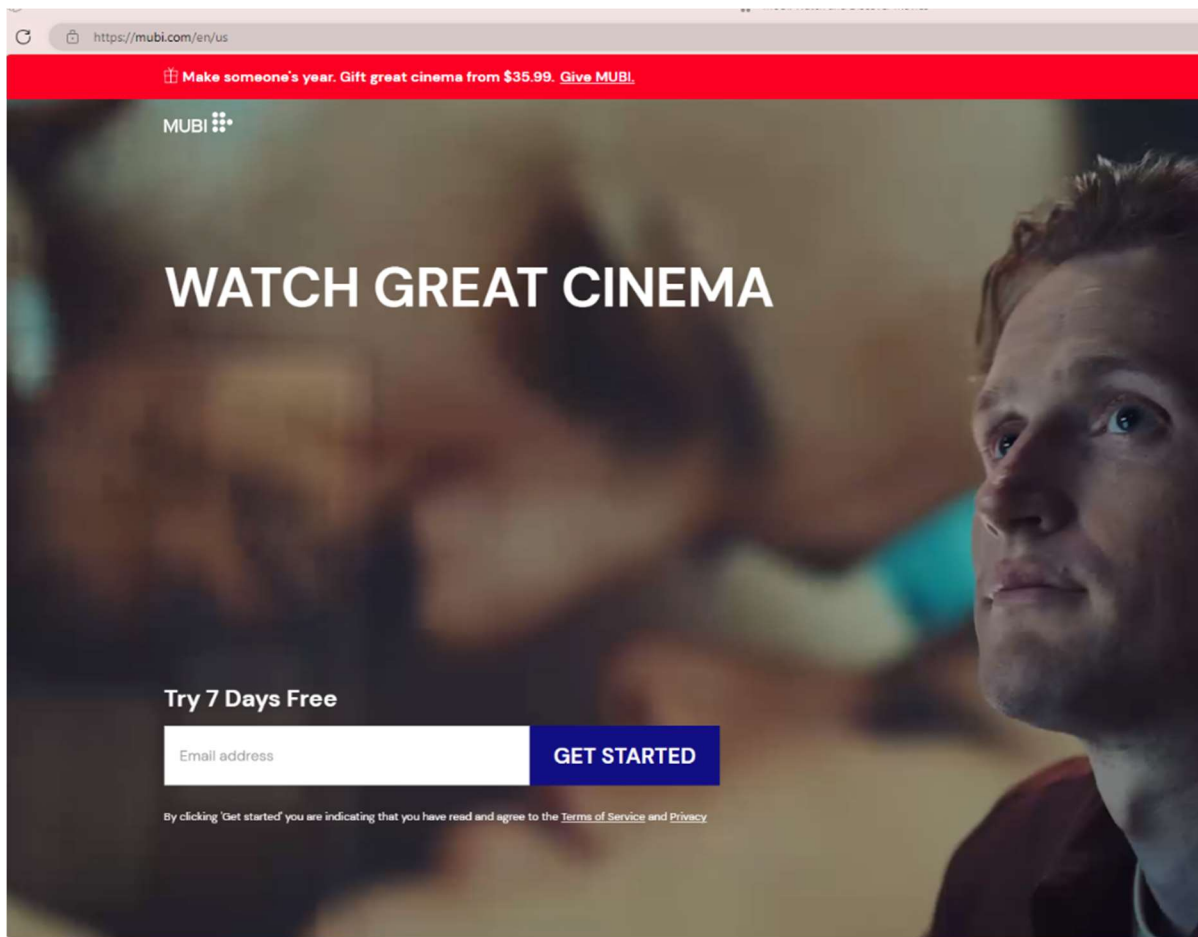 https://mubi.com/en/us
Make someone's year. Gift great cinema from $35.99. Give MUBI.
MUBI
WATCH GREAT CINEMA
Try 7 Days Free
Email address
GET STARTED
By clicking 'Get started' you are indicating that you have read and agree to the Terms of Service and Privacy